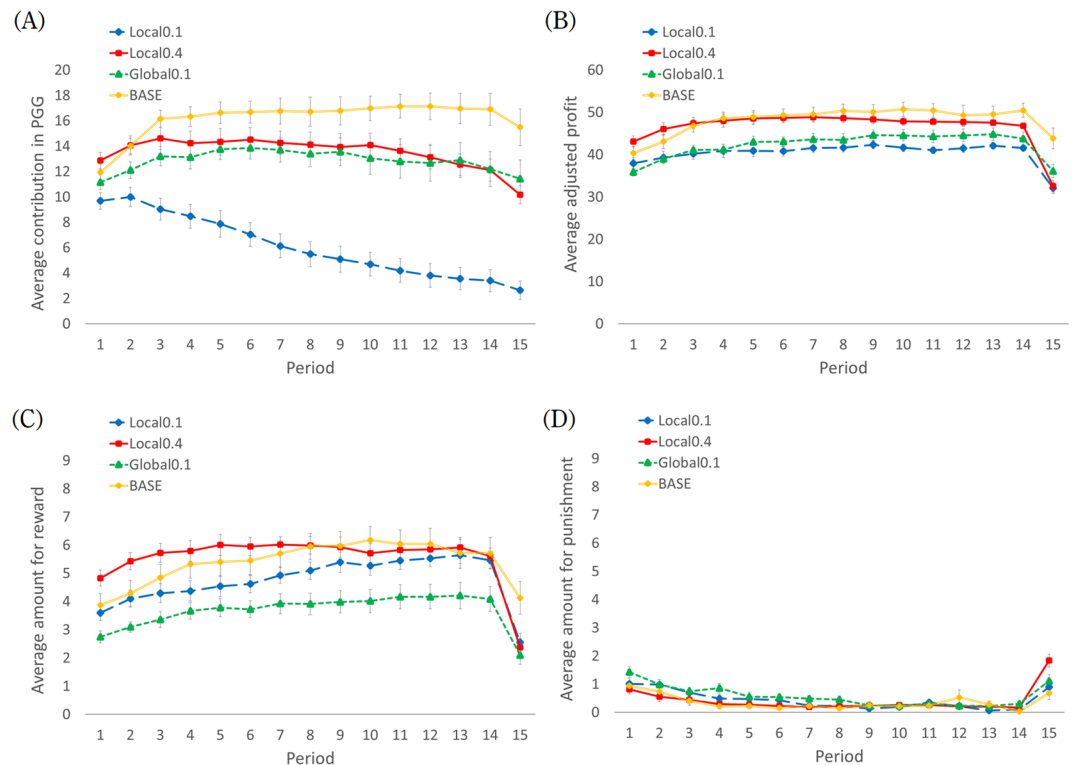 (A)
Local0.1
Local0.4
Global0.1
BASE
Average contribution in PGG
20
18
16
14
12
10
8
6
4
2
0
1 2 3 4 5 6 7 8 9 10 11 12 13 14 15
Period
(B)
Local0.1
Local0.4
Global0.1
BASE
Average adjusted profit
60
50
40
30
20
10
0
1 2 3 4 5 6 7 8 9 10 11 12 13 14 15
Period
(C)
Local0.1
Local0.4
Global0.1
BASE
Average amount for reward
9
8
7
6
5
4
3
2
1
0
1 2 3 4 5 6 7 8 9 10 11 12 13 14 15
Period
(D)
Local0.1
Local0.4
Global0.1
BASE
Average amount for punishment
9
8
7
6
5
4
3
2
1
0
1 2 3 4 5 6 7 8 9 10 11 12 13 14 15
Period